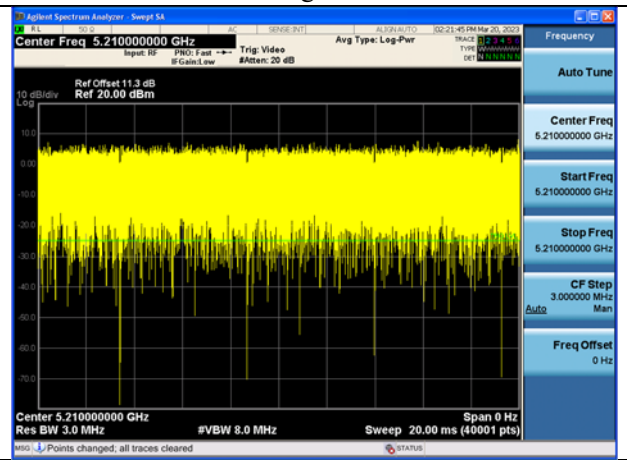 Agilent Spectrum Analyzer - Swept SA
RL 50 Ω AC SENSE:INT ALIGN AUTO 02:21:45 PM Mar 20, 2023
Center Freq 5.210000000 GHz
Input: RF PNO: Fast IFGain:Low
Trig: Video
#Atten: 20 dB
Avg Type: Log-Pwr
TRACE 1 2 3 4 5 6
TYPE
DET N N N N N N
Ref Offset 11.3 dB
10 dB/div Ref 20.00 dBm
Log
10.0
0.00
-10.0
-20.0
-30.0
-40.0
-50.0
-60.0
-70.0
Center 5.210000000 GHz Span 0 Hz
Res BW 3.0 MHz #VBW 8.0 MHz Sweep 20.00 ms (40001 pts)
MSG Points changed; all traces cleared STATUS
Frequency
Auto Tune
Center Freq
5.210000000 GHz
Start Freq
5.210000000 GHz
Stop Freq
5.210000000 GHz
CF Step
3.000000 MHz
Auto Man
Freq Offset
0 Hz